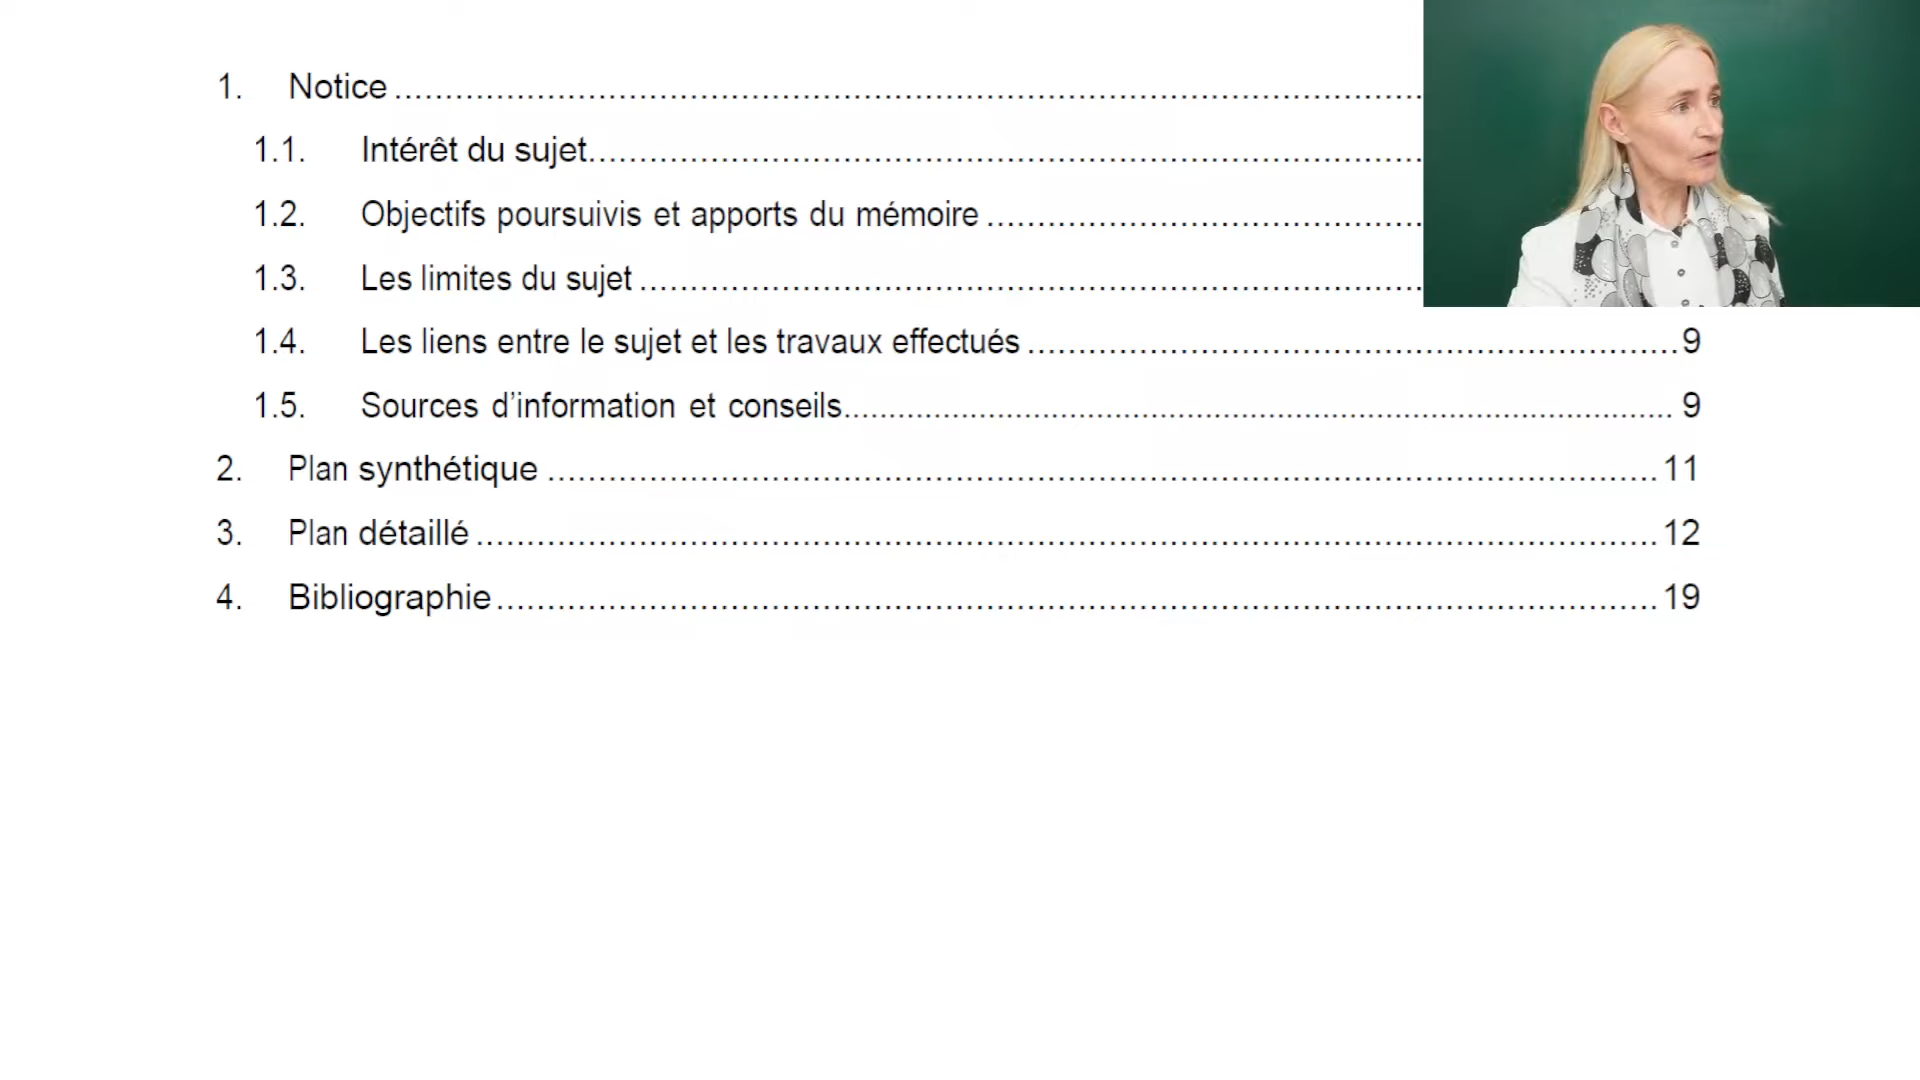 1. Notice ........................................................................
1.1. Intérêt du sujet........................................................................
1.2. Objectifs poursuivis et apports du mémoire ........................................................................
1.3. Les limites du sujet ........................................................................
1.4. Les liens entre le sujet et les travaux effectués ........................................................................ 9
1.5. Sources d’information et conseils........................................................................ 9
2. Plan synthétique ........................................................................ 11
3. Plan détaillé ........................................................................ 12
4. Bibliographie ........................................................................ 19